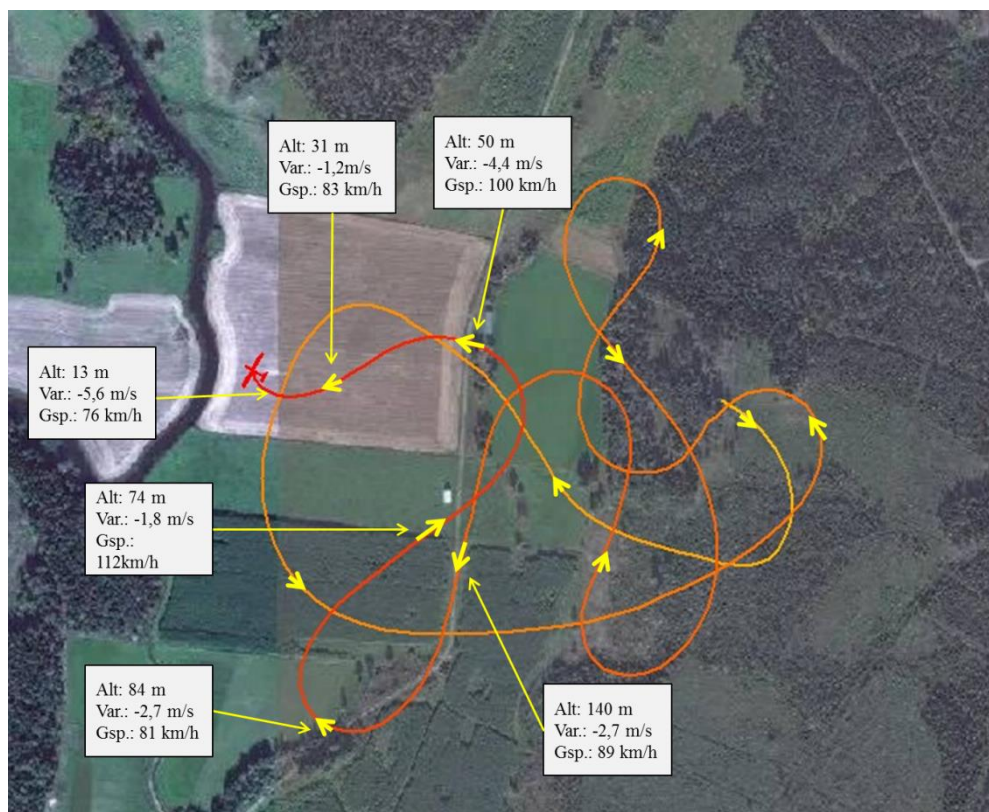 Alt: 31 m
Var.: -1,2m/s
Gsp.: 83 km/h
Alt: 50 m
Var.: -4,4 m/s
Gsp.: 100 km/h
Alt: 13 m
Var.: -5,6 m/s
Gsp.: 76 km/h
Alt: 74 m
Var.: -1,8 m/s
Gsp.:
112km/h
Alt: 84 m
Var.: -2,7 m/s
Gsp.: 81 km/h
Alt: 140 m
Var.: -2,7 m/s
Gsp.: 89 km/h